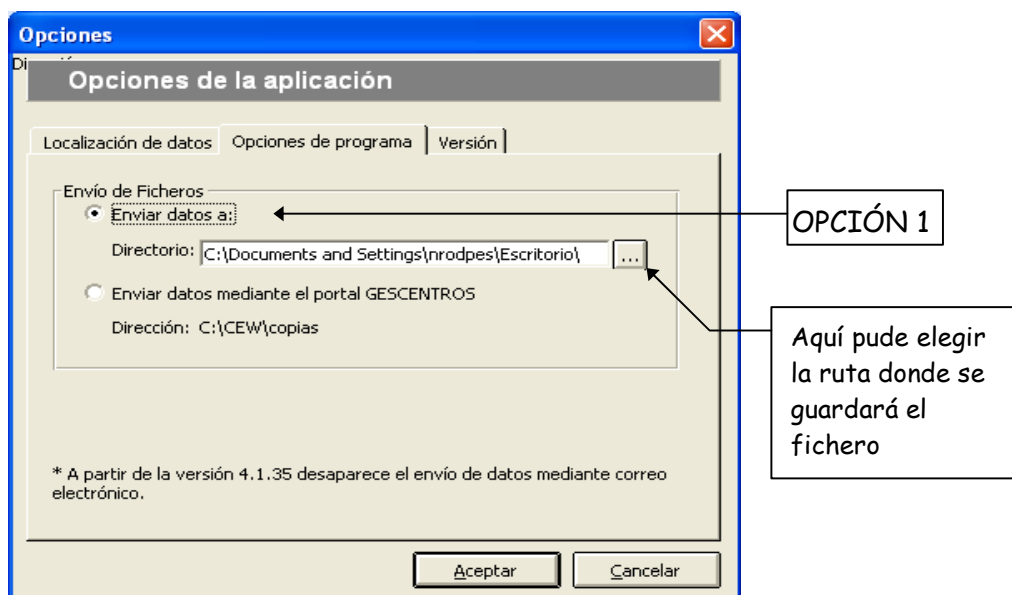 Opciones
Di
Opciones de la aplicación
Localización de datos Opciones de programa Versión
Envío de Ficheros
Enviar datos a:
Directorio: C:\Documents and Settings\nrodpes\Escritorio\ ...
Enviar datos mediante el portal GESCENTROS
Dirección: C:\CEW\copias
* A partir de la versión 4.1.35 desaparece el envío de datos mediante correo
electrónico.
Aceptar Cancelar
OPCIÓN 1
Aquí pude elegir
la ruta donde se
guardará el
fichero